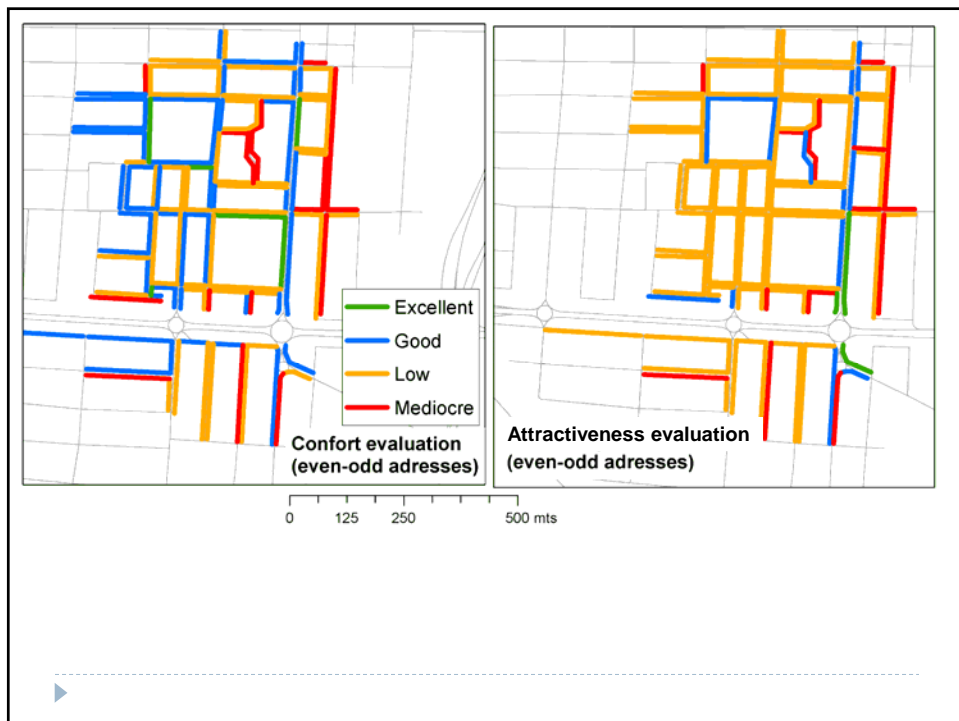 Excellent
Good
Low
Mediocre
Confort evaluation
(even-odd adresses)
Attractiveness evaluation
(even-odd adresses)
0 125 250 500 mts